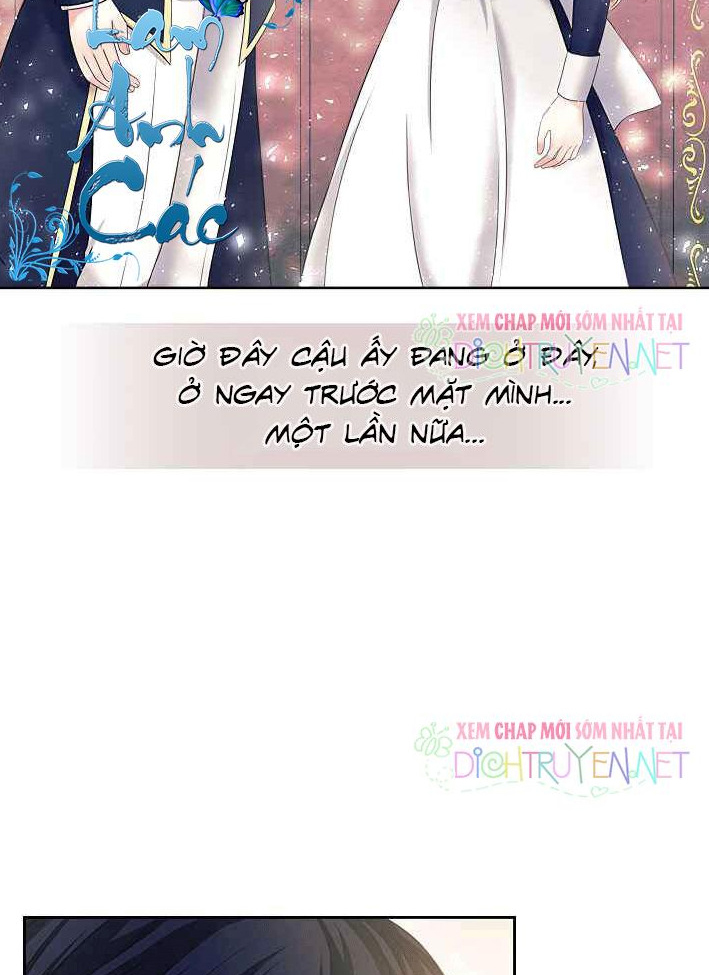 Lam
Anh
Các
XEM CHAP MỚI SỚM NHẤT TẠI
DICHTRUYEN.NET
GIỜ ĐÂY CẬU ẤY ĐANG Ở ĐÂY,
Ở NGAY TRƯỚC MẶT MÌNH...
MỘT LẦN NỮA...
XEM CHAP MỚI SỚM NHẤT TẠI
DICHTRUYEN.NET